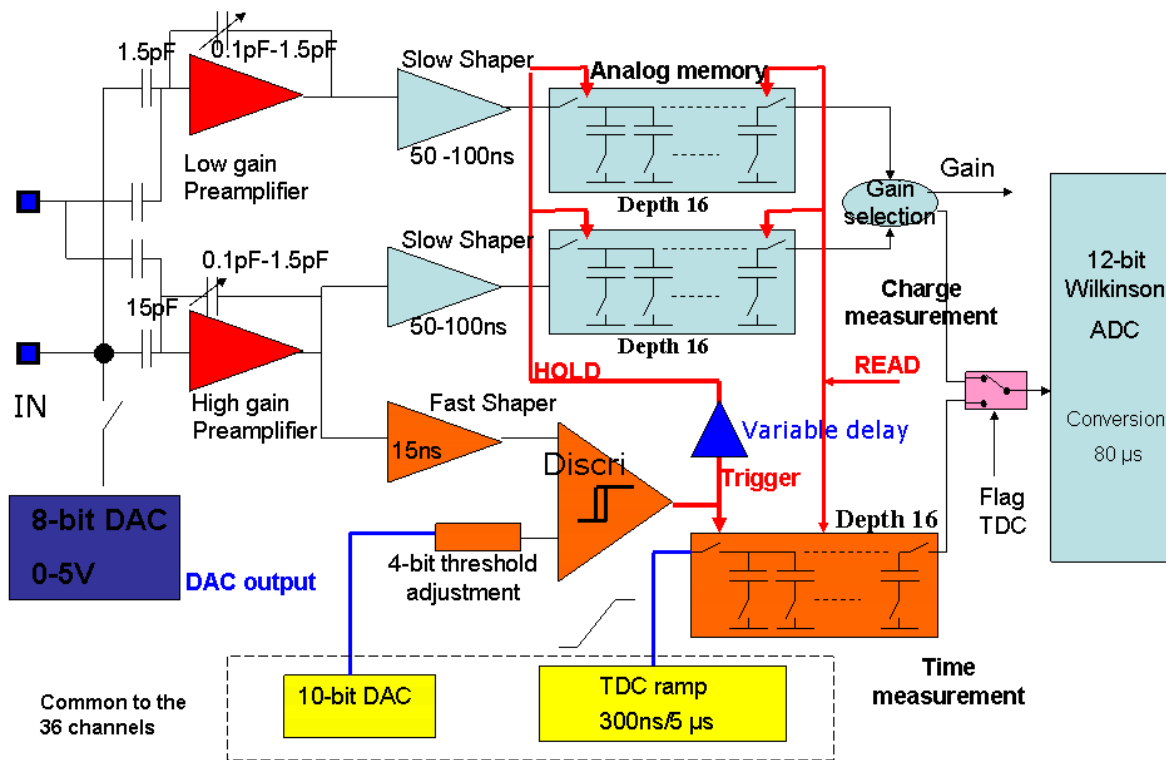 1.5pF
0.1pF-1.5pF
Slow Shaper
Analog memory
Low gain
Preamplifier
50 -100ns
Depth 16
Gain
Gain
selection
12-bit
Wilkinson
ADC
Conversion
80 µs
Slow Shaper
0.1pF-1.5pF
15pF
50-100ns
Depth 16
Charge
measurement
HOLD
READ
IN
High gain
Preamplifier
Fast Shaper
15ns
Discri
Variable delay
Trigger
Flag
TDC
Depth 16
8-bit DAC
0-5V
DAC output
4-bit threshold
adjustment
Time
measurement
Common to the
36 channels
10-bit DAC
TDC ramp
300ns/5 µs